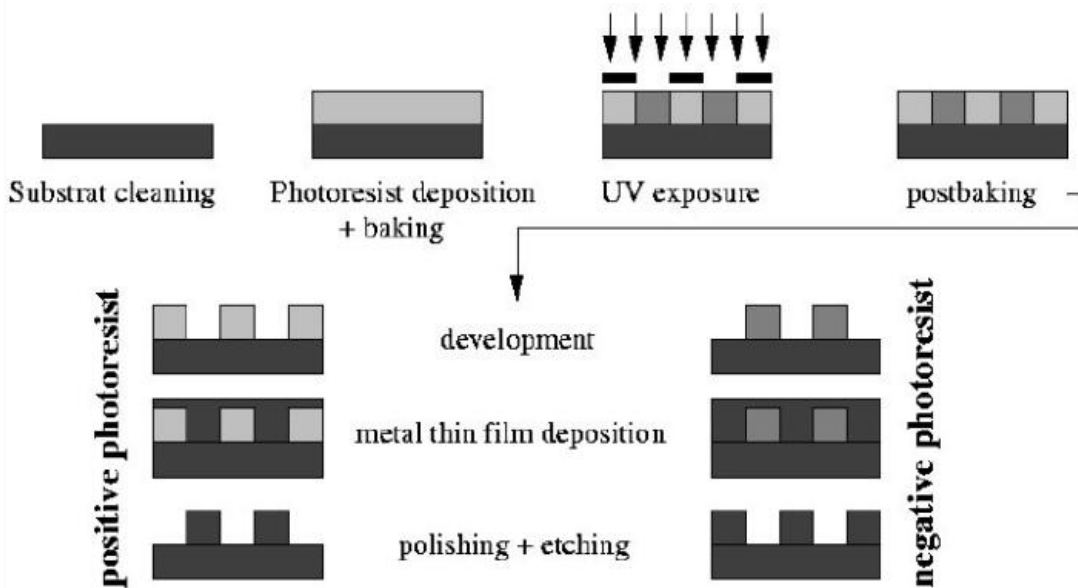 Substrat cleaning
Photoresist deposition
+ baking
UV exposure
postbaking
positive photoresist
development
metal thin film deposition
polishing + etching
negative photoresist